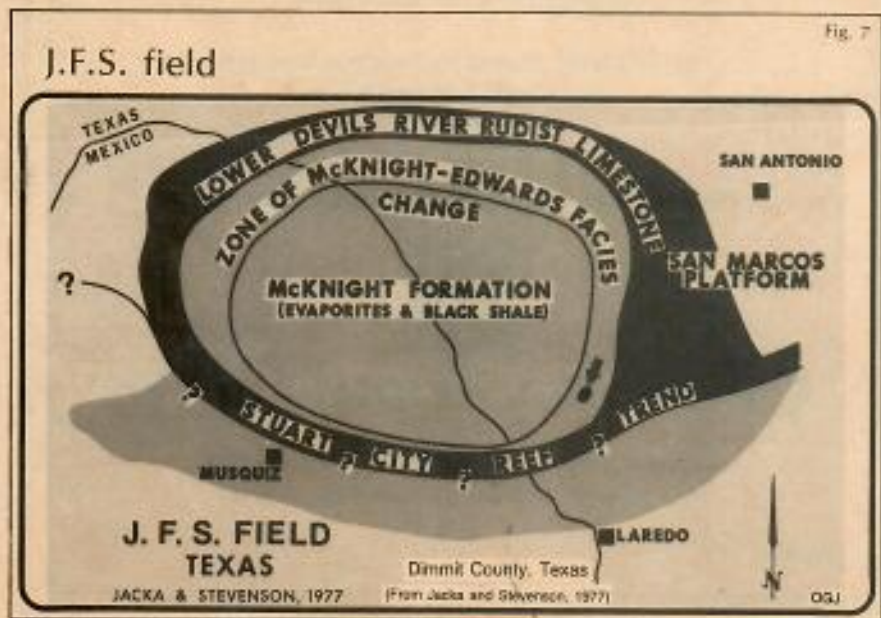 Fig. 7
J.F.S. field
TEXAS
MEXICO
LOWER DEVILS RIVER RUDIST LIMESTONE
ZONE OF McKNIGHT-EDWARDS FACIES
CHANGE
SAN ANTONIO
SAN MARCOS
PLATFORM
?
McKNIGHT FORMATION
(EVAPORITES & BLACK SHALE)
? STUART ? CITY ? REEF ? TREND
MUSQUIZ
LAREDO
J. F. S. FIELD
TEXAS
JACKA & STEVENSON, 1977
Dimmit County, Texas
(From Jacka and Stevenson, 1977)
N
OGJ